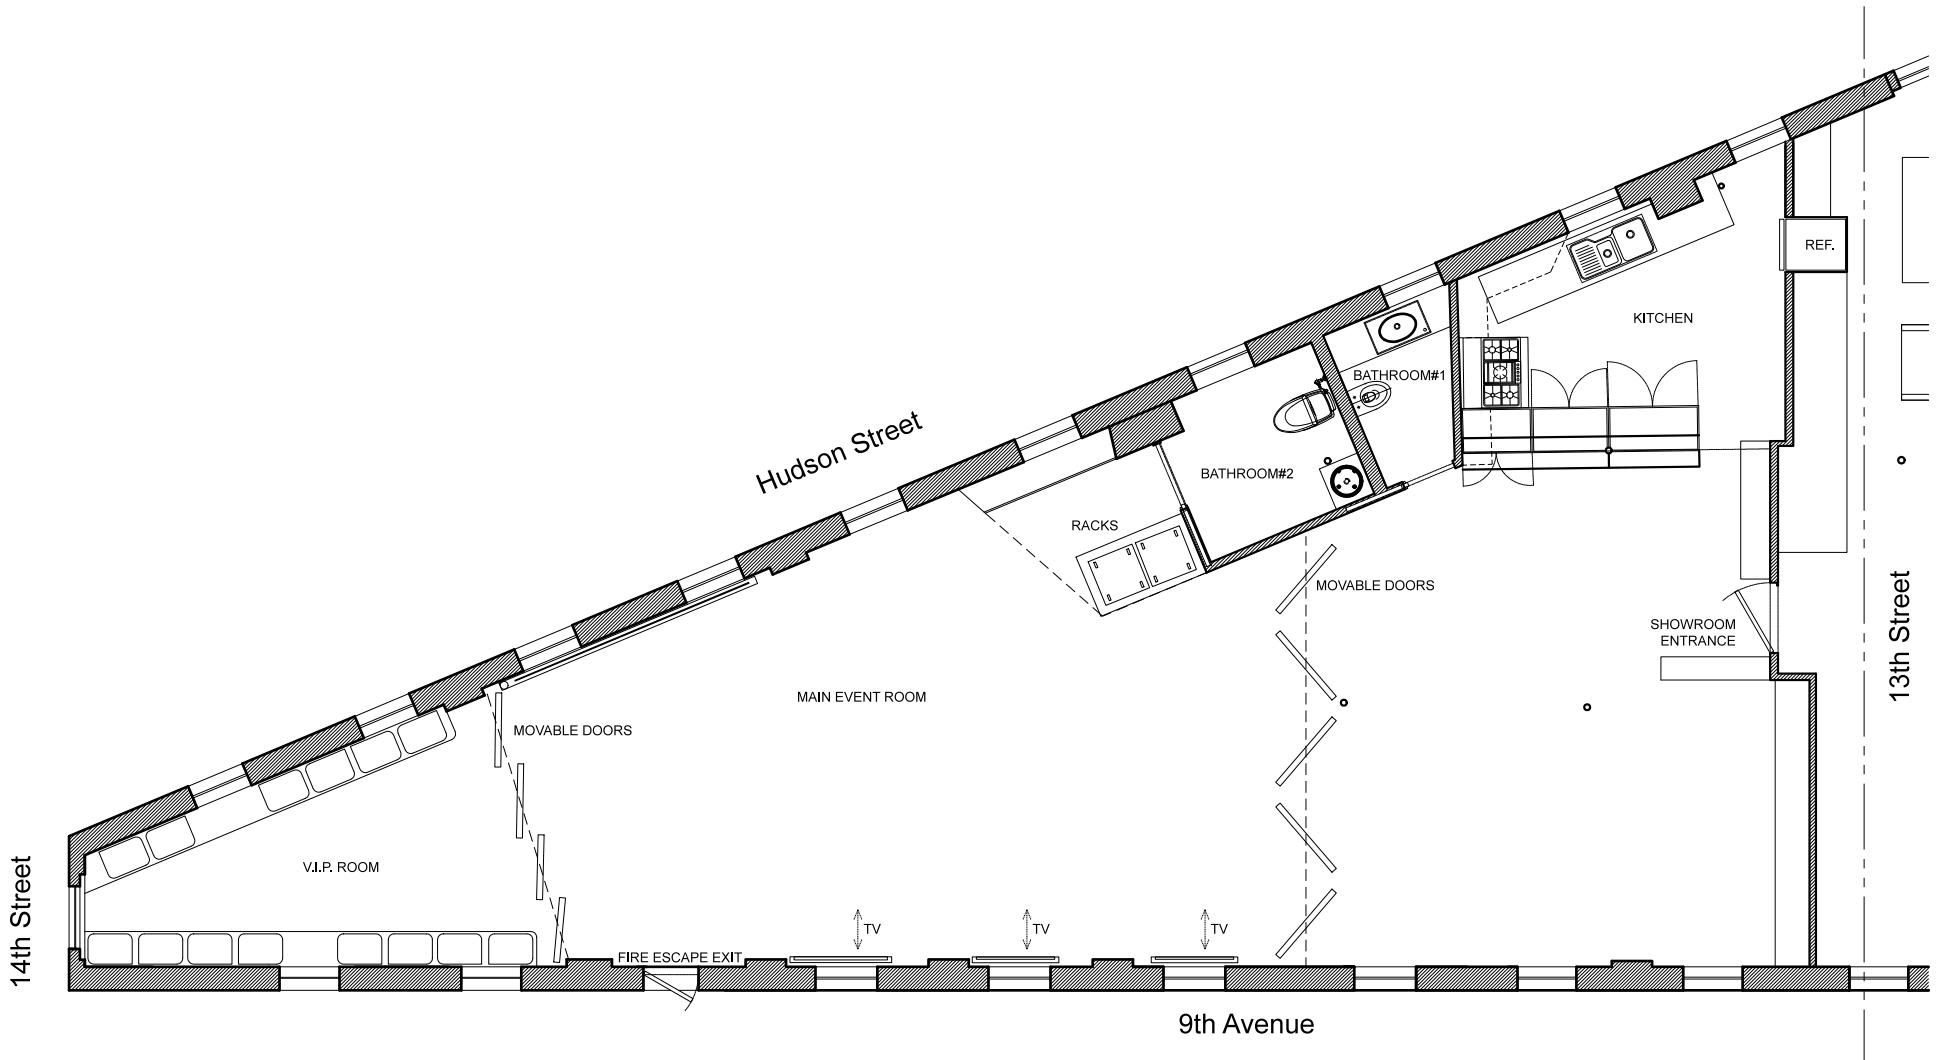 REF.
KITCHEN
BATHROOM#1
Hudson Street
BATHROOM#2
RACKS
MOVABLE DOORS
SHOWROOM
ENTRANCE
13th Street
MAIN EVENT ROOM
MOVABLE DOORS
V.I.P. ROOM
14th Street
TV
TV
TV
FIRE ESCAPE EXIT
9th Avenue